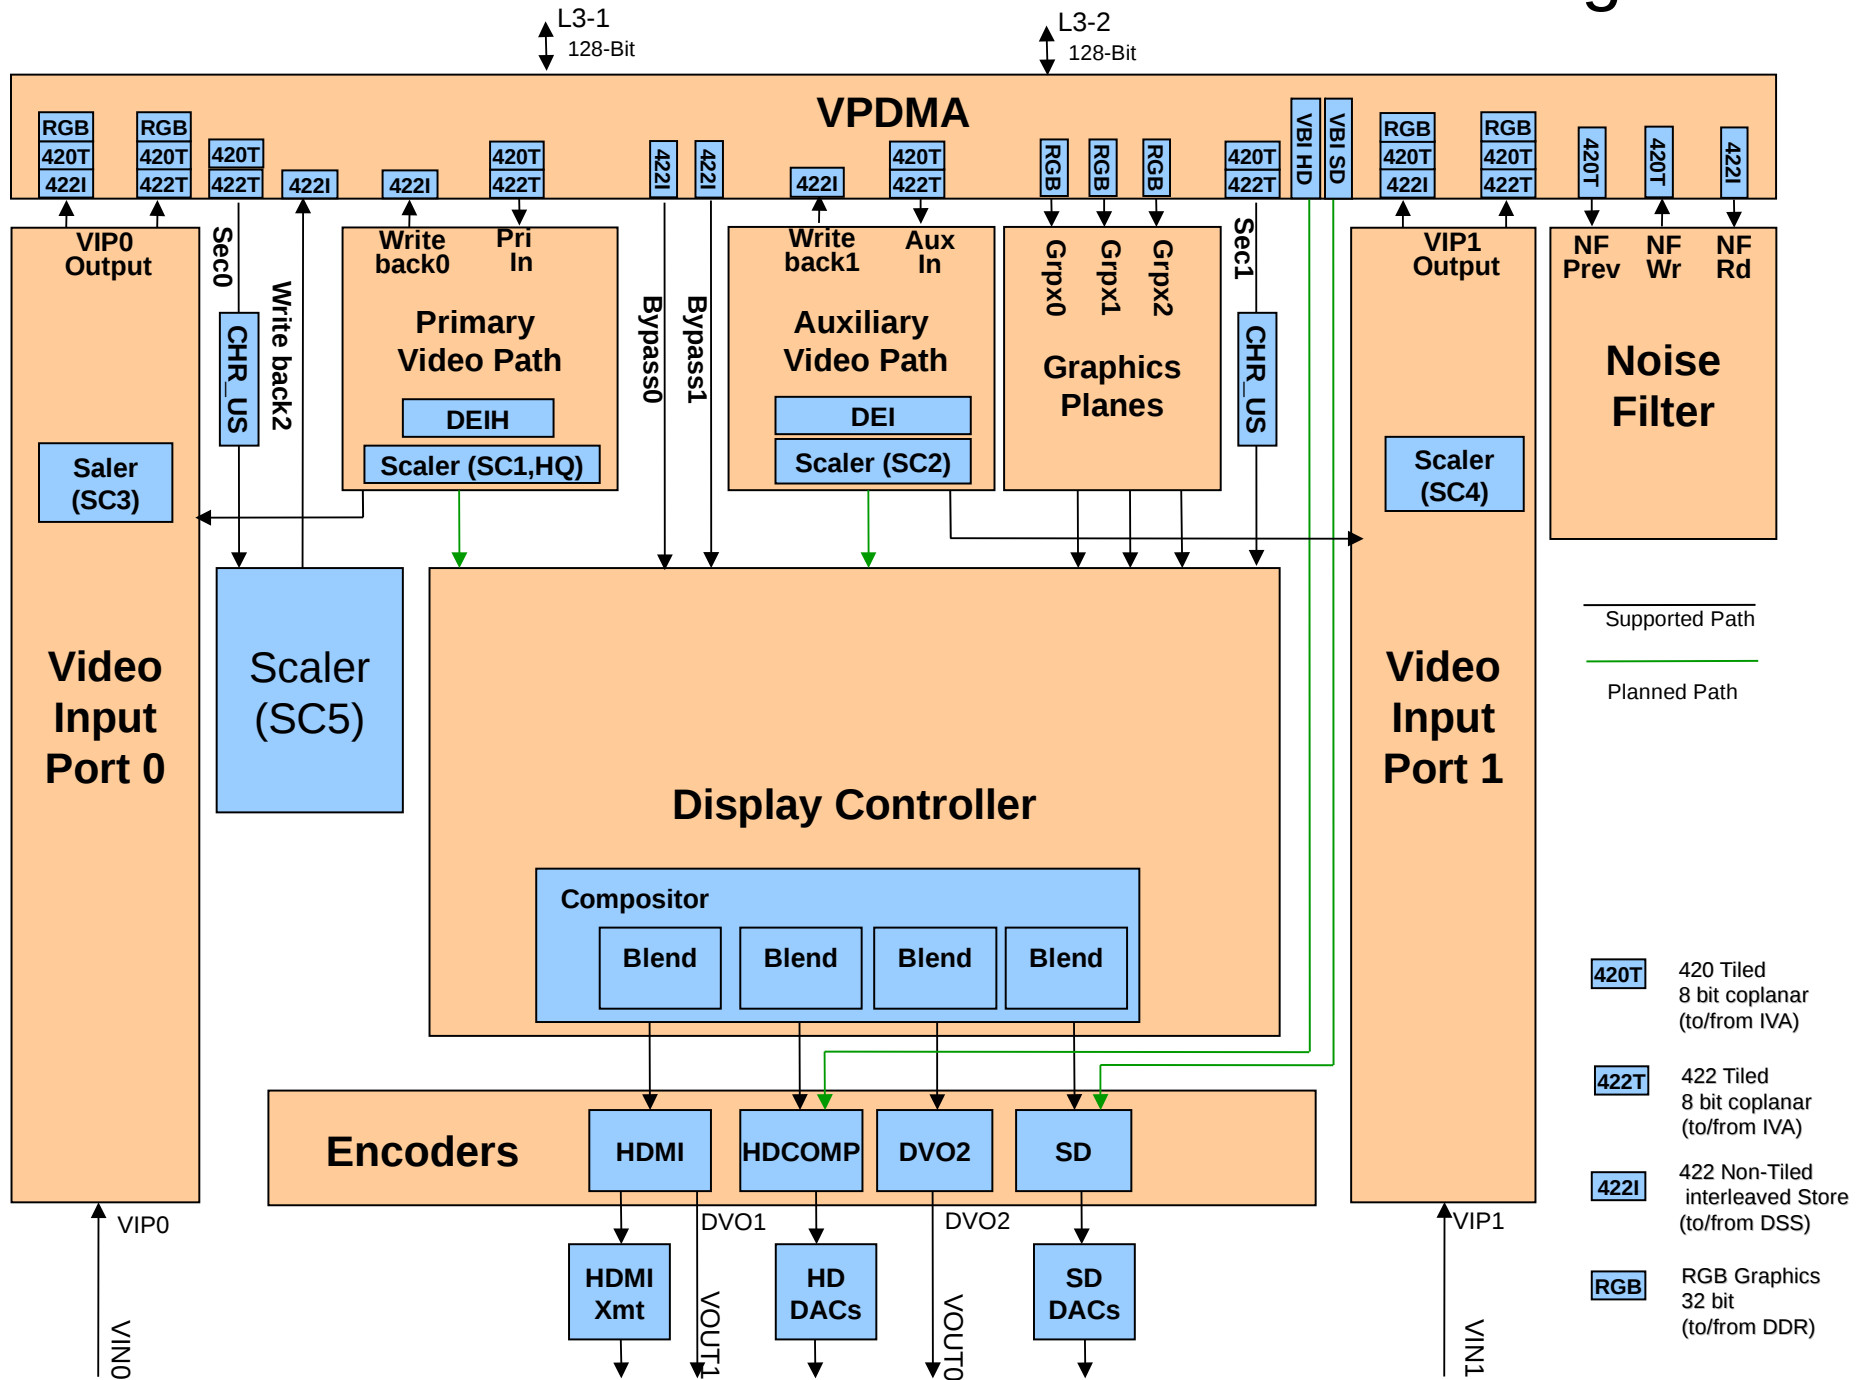 L3-1
128-Bit
L3-2
128-Bit
VPDMA
RGB
420T
422I
RGB
420T
422T
420T
422T
422I
422I
420T
422T
422I
422I
422I
420T
422T
RGB
RGB
RGB
420T
422T
VBI HD
VBI SD
RGB
420T
422I
RGB
420T
422T
420T
420T
422I
VIP0
Output
Sec0
Write back2
CHR_US
Write
back0
Pri
In
Primary
Video Path
DEIH
Scaler (SC1,HQ)
Bypass0
Bypass1
Write
back1
Aux
In
Auxiliary
Video Path
DEI
Scaler (SC2)
Grpx0
Grpx1
Grpx2
Graphics
Planes
Sec1
CHR_US
VIP1
Output
Scaler
(SC4)
NF
Prev
NF
Wr
NF
Rd
Noise
Filter
Saler
(SC3)
Video
Input
Port 0
Scaler
(SC5)
Display Controller
Compositor
Blend
Blend
Blend
Blend
Video
Input
Port 1
Supported Path
Planned Path
Encoders
HDMI
HDCOMP
DVO2
SD
VIP0
DVO1
DVO2
VIP1
HDMI
Xmt
HD
DACs
SD
DACs
VIN0
VOUT1
VOUT0
VIN1
420T
420 Tiled
8 bit coplanar
(to/from IVA)
422T
422 Tiled
8 bit coplanar
(to/from IVA)
422I
422 Non-Tiled
interleaved Store
(to/from DSS)
RGB
RGB Graphics
32 bit
(to/from DDR)